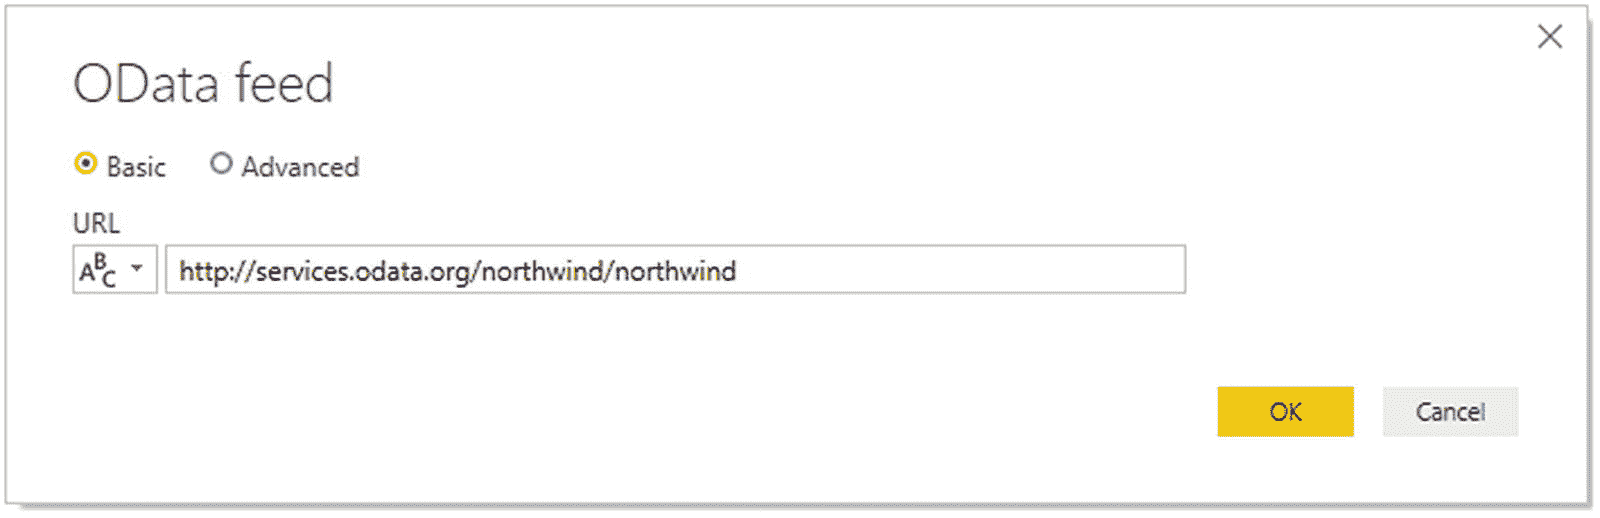 OData feed
Basic Advanced
URL
ABC http://services.odata.org/northwind/northwind
OK Cancel